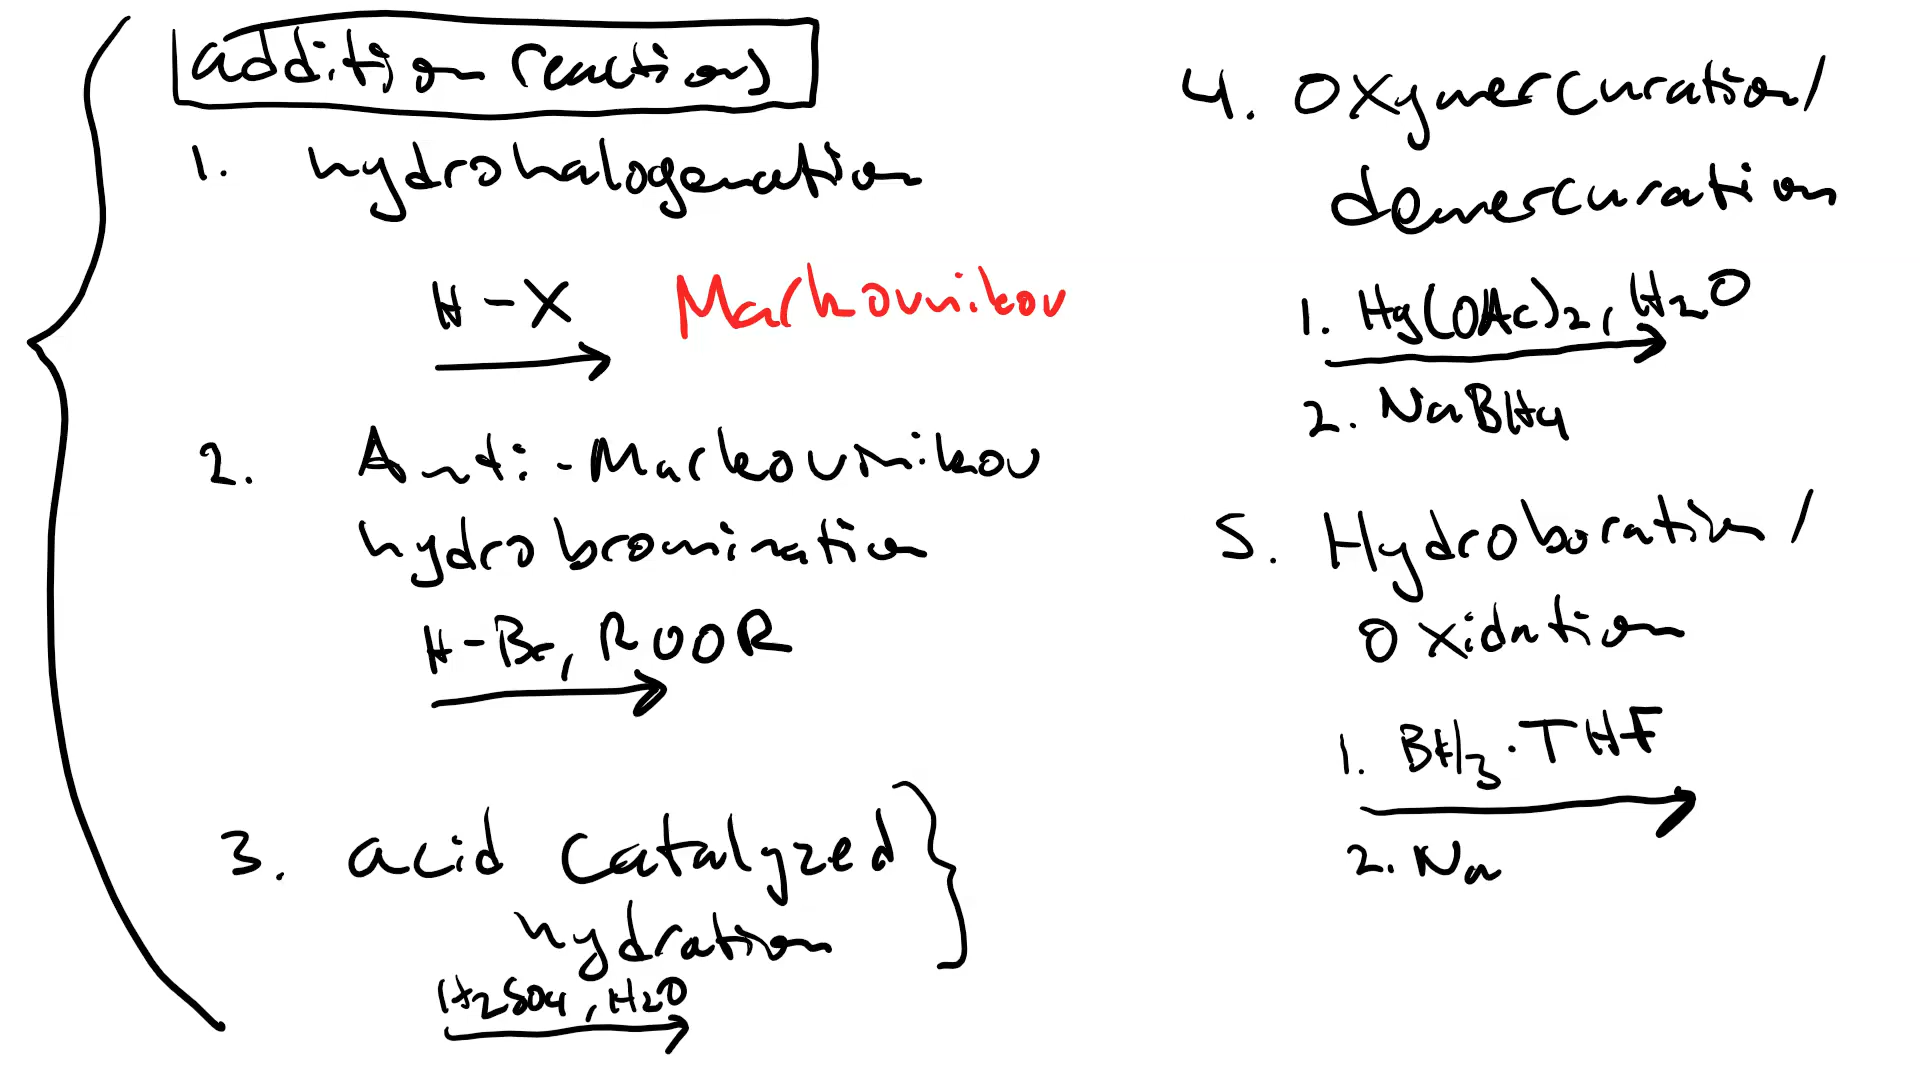 addition reactions
1. hydrohalogenation
H-X Markovnikov
2. Anti-Markovnikov
hydrobromination
H-Br, ROOR
3. acid catalyzed
hydration
H2SO4, H2O
4. Oxymercuration/
demercuration
1. Hg(OAc)2, H2O
2. NaBH4
5. Hydroboration/
Oxidation
1. BH3·THF
2. Na